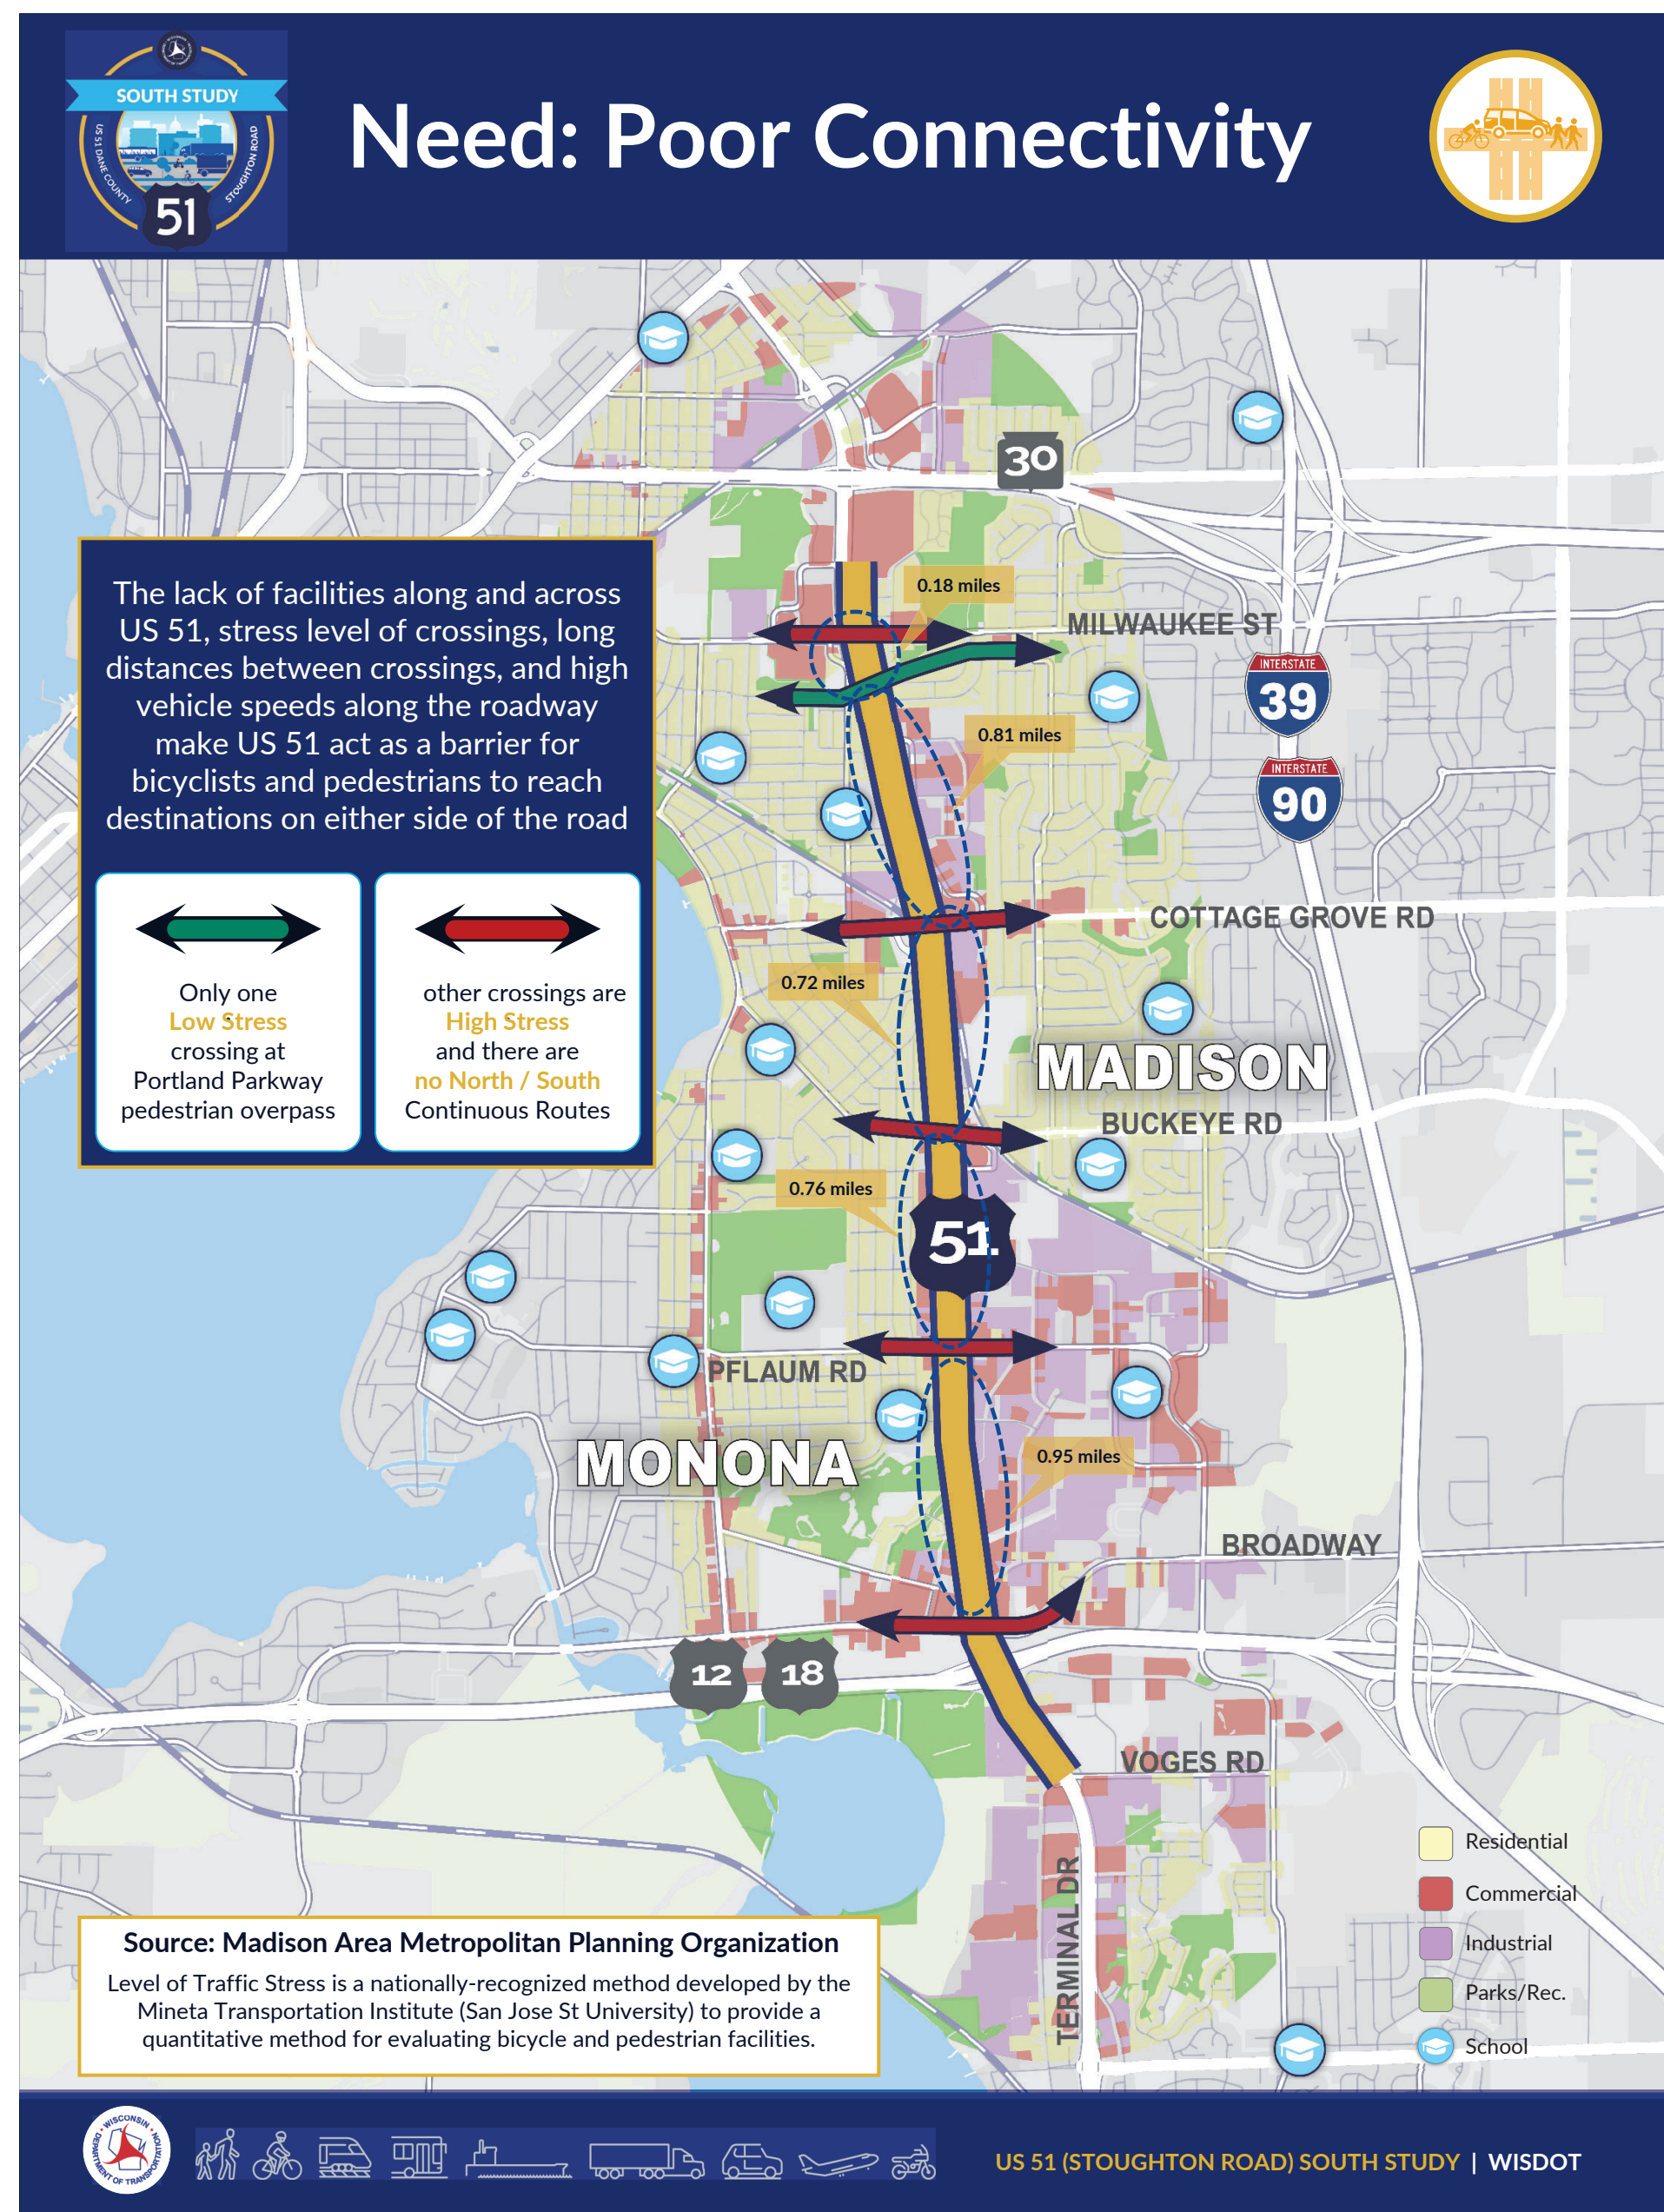 SOUTH STUDY
US 51 DANE COUNTY
STOUGHTON ROAD
51
Need: Poor Connectivity
30
The lack of facilities along and across
US 51, stress level of crossings, long
distances between crossings, and high
vehicle speeds along the roadway
make US 51 act as a barrier for
bicyclists and pedestrians to reach
destinations on either side of the road
Only one
Low Stress
crossing at
Portland Parkway
pedestrian overpass
other crossings are
High Stress
and there are
no North / South
Continuous Routes
0.18 miles
MILWAUKEE ST
INTERSTATE
39
0.81 miles
INTERSTATE
90
COTTAGE GROVE RD
0.72 miles
MADISON
BUCKEYE RD
0.76 miles
51
PFLAUM RD
MONONA
0.95 miles
BROADWAY
12
18
VOGES RD
TERMINAL DR
Residential
Commercial
Industrial
Parks/Rec.
School
Source: Madison Area Metropolitan Planning Organization
Level of Traffic Stress is a nationally-recognized method developed by the
Mineta Transportation Institute (San Jose St University) to provide a
quantitative method for evaluating bicycle and pedestrian facilities.
WISCONSIN
DEPARTMENT OF TRANSPORTATION
US 51 (STOUGHTON ROAD) SOUTH STUDY | WISDOT